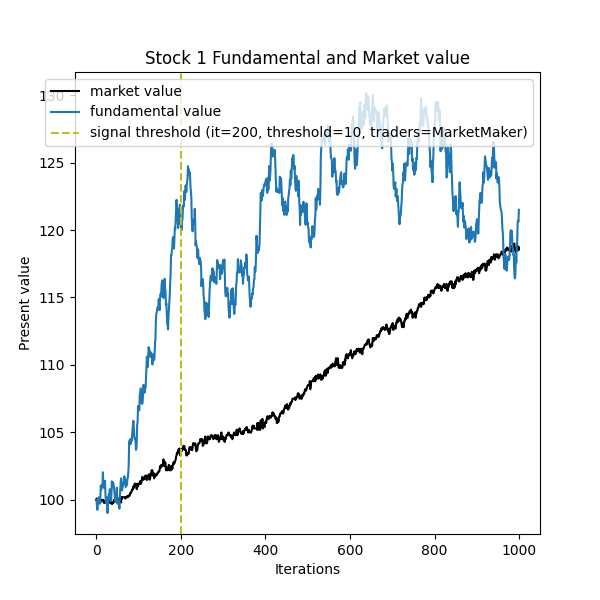 Stock 1 Fundamental and Market value
market value
fundamental value
signal threshold (it=200, threshold=10, traders=MarketMaker)
130
125
120
115
110
105
100
Present value
0 200 400 600 800 1000
Iterations